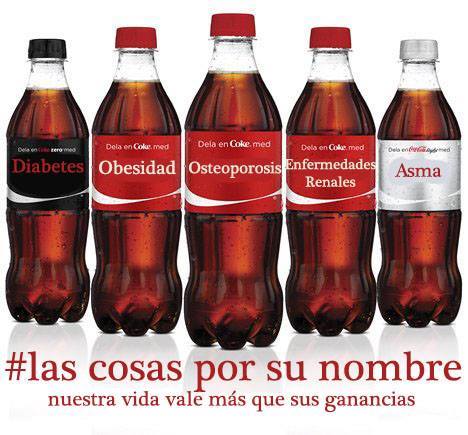 Dela en Coke zero med
Diabetes
Dela en Coke. med
Obesidad
Dela en Coke. med
Osteoporosis
Dela en Coke. med
Enfermedades
Renales
Dela en Coca-Cola light med
Asma
#las cosas por su nombre
nuestra vida vale más que sus ganancias